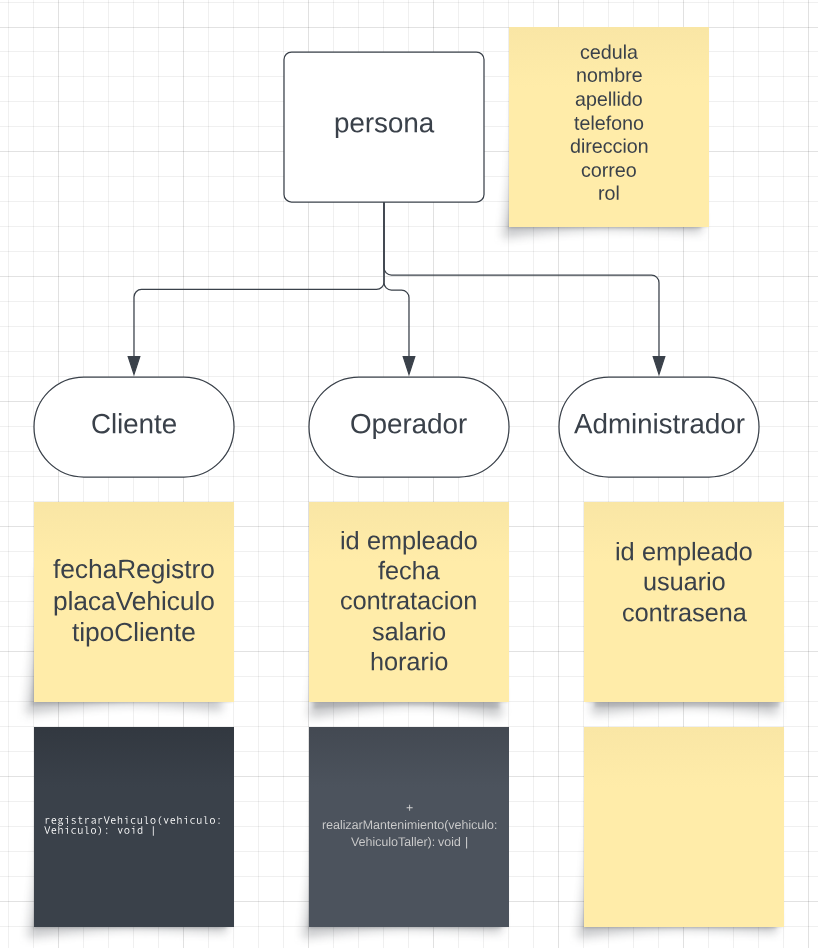 persona
cedula
nombre
apellido
telefono
direccion
correo
rol
Cliente
Operador
Administrador
fechaRegistro
placaVehiculo
tipoCliente
id empleado
fecha
contratacion
salario
horario
id empleado
usuario
contrasena
registrarVehiculo(vehiculo:
Vehiculo): void |
+
realizarMantenimiento(vehiculo:
VehiculoTaller): void |